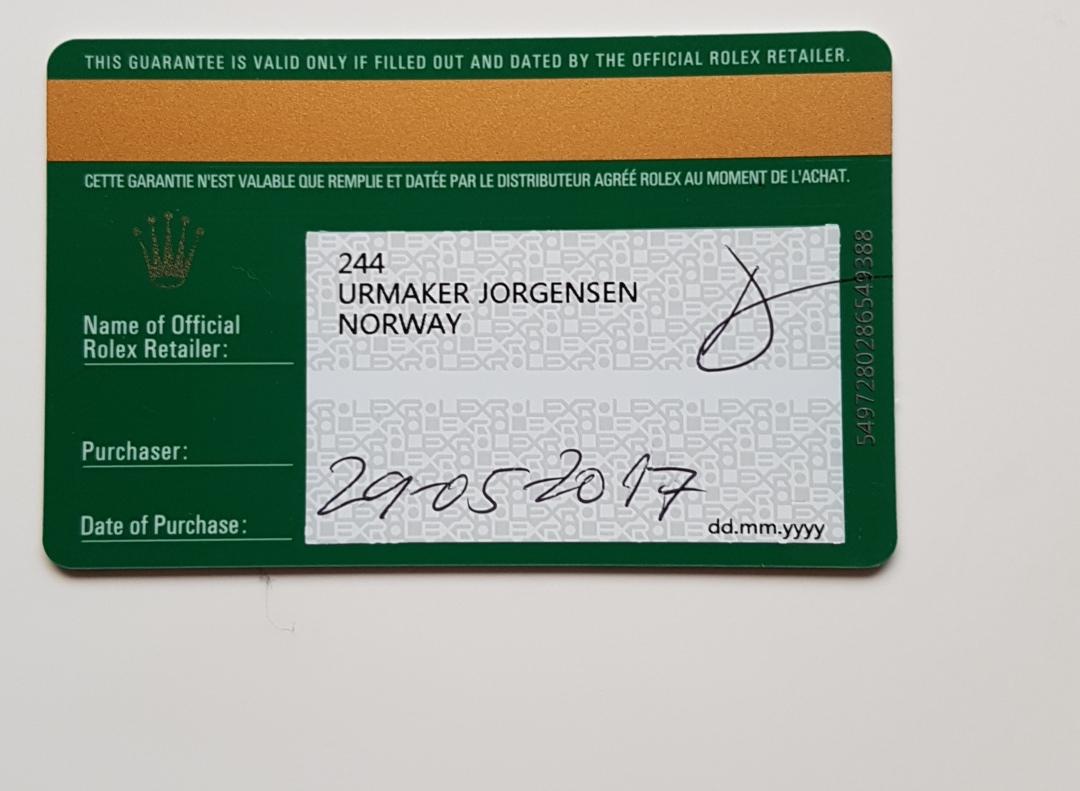 THIS GUARANTEE IS VALID ONLY IF FILLED OUT AND DATED BY THE OFFICIAL ROLEX RETAILER.
CETTE GARANTIE N'EST VALABLE QUE REMPLIE ET DATÉE PAR LE DISTRIBUTEUR AGRÉÉ ROLEX AU MOMENT DE L'ACHAT.
244
URMAKER JORGENSEN
NORWAY
Name of Official
Rolex Retailer:
Purchaser:
29-05-2017
Date of Purchase:
dd.mm.yyyy
5497280286549388